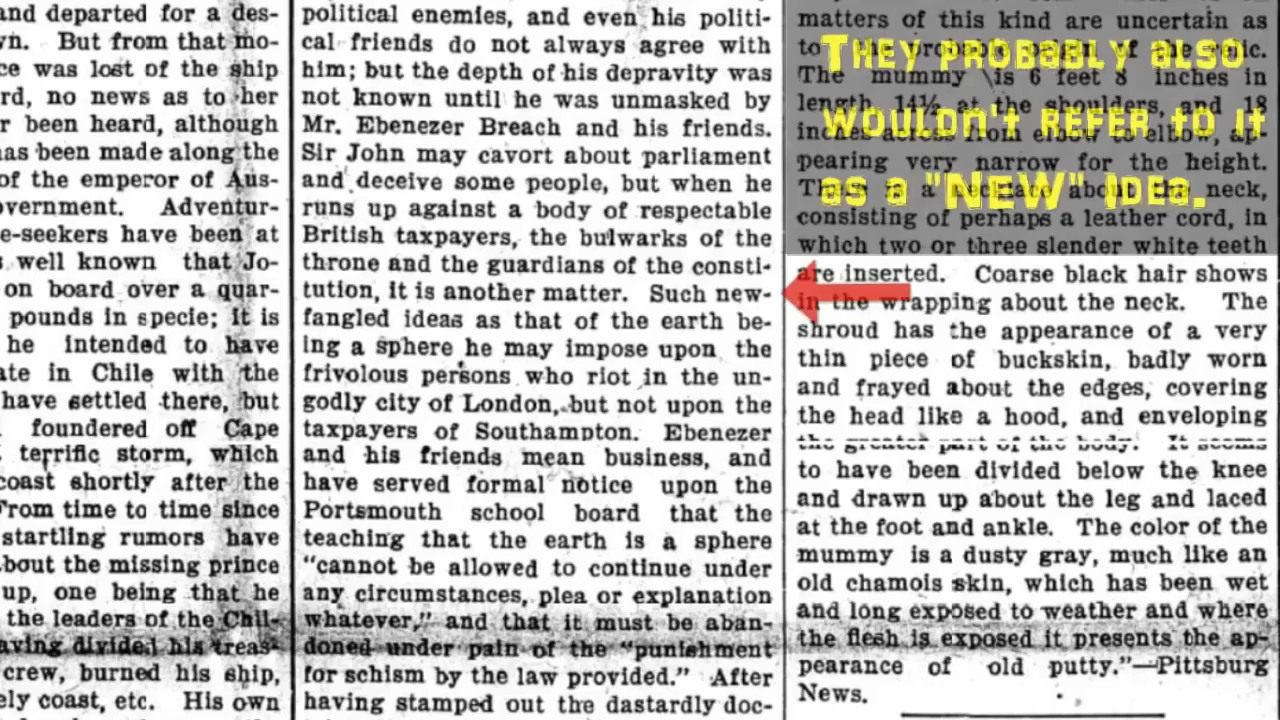 and departed for a des-
vn. But from that mo-
ce was lost of the ship
rd, no news as to her
r been heard, although
has been made along the
of the emperor of Aus-
overnment. Adventur-
e-seekers have been at
s well known that Jo-
on board over a quar-
pounds in specie; it is
he intended to have
ate in Chile with the
have settled there, but
foundered off Cape
terrific storm, which
coast shortly after the
From time to time since
startling rumors have
about the missing prince
up, one being that he
the leaders of the Chil-
aving divided his treas-
crew, burned his ship,
ely coast, etc. His own
political enemies, and even his politi-
cal friends do not always agree with
him; but the depth of his depravity was
not known until he was unmasked by
Mr. Ebenezer Breach and his friends.
Sir John may cavort about parliament
and deceive some people, but when he
runs up against a body of respectable
British taxpayers, the bulwarks of the
throne and the guardians of the consti-
tution, it is another matter. Such new-
fangled ideas as that of the earth be-
ing a sphere he may impose upon the
frivolous persons who riot in the un-
godly city of London, but not upon the
taxpayers of Southampton. Ebenezer
and his friends mean business, and
have served formal notice upon the
Portsmouth school board that the
teaching that the earth is a sphere
"cannot be allowed to continue under
any circumstances, plea or explanation
whatever," and that it must be aban-
doned under pain of the "punishment
for schism by the law provided." After
having stamped out the dastardly doc-
matters of this kind are uncertain as
to the probable origin of the relic.
The mummy is 6 feet 8 inches in
length, 14½ at the shoulders, and 18
inches across from elbow to elbow, ap-
pearing very narrow for the height.
There is a necklace about the neck,
consisting of perhaps a leather cord, in
which two or three slender white teeth
are inserted. Coarse black hair shows
in the wrapping about the neck. The
shroud has the appearance of a very
thin piece of buckskin, badly worn
and frayed about the edges, covering
the head like a hood, and enveloping
the greater part of the body. It seems
to have been divided below the knee
and drawn up about the leg and laced
at the foot and ankle. The color of the
mummy is a dusty gray, much like an
old chamois skin, which has been wet
and long exposed to weather and where
the flesh is exposed it presents the ap-
pearance of old putty."—Pittsburg
News.
They probably also
wouldn't refer to it
as a "NEW" idea.